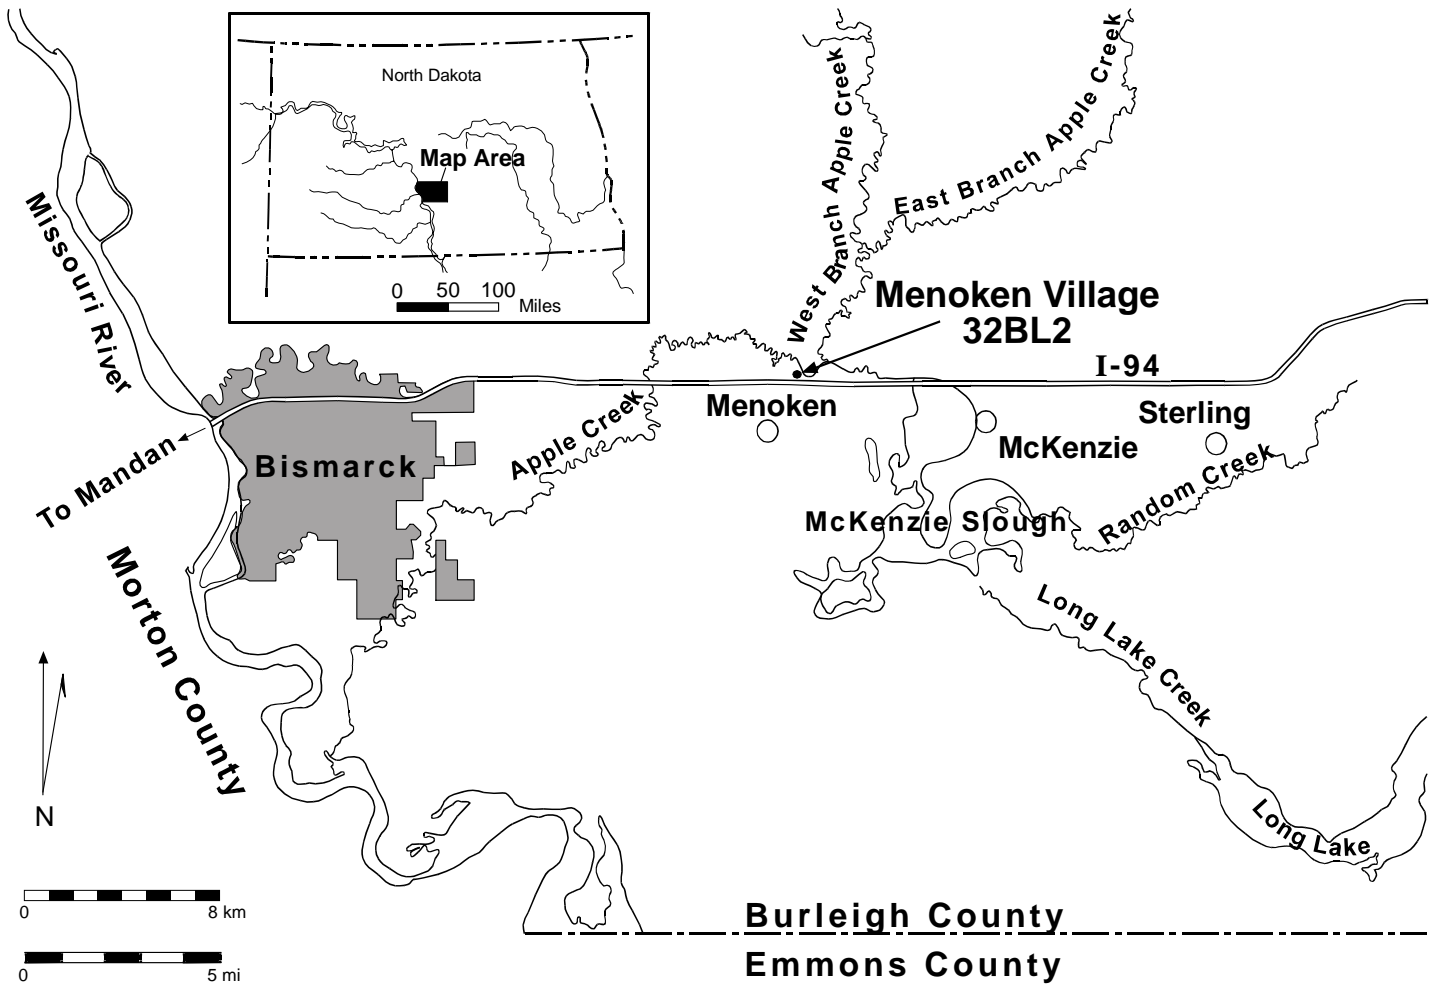 North Dakota
Map Area
0 50 100
Miles
Missouri River
West Branch Apple Creek
East Branch Apple Creek
Menoken Village
32BL2
I-94
Menoken
Sterling
McKenzie
Apple Creek
Bismarck
To Mandan
McKenzie Slough
Random Creek
Morton County
Long Lake Creek
Long Lake
N
0 8 km
0 5 mi
Burleigh County
Emmons County